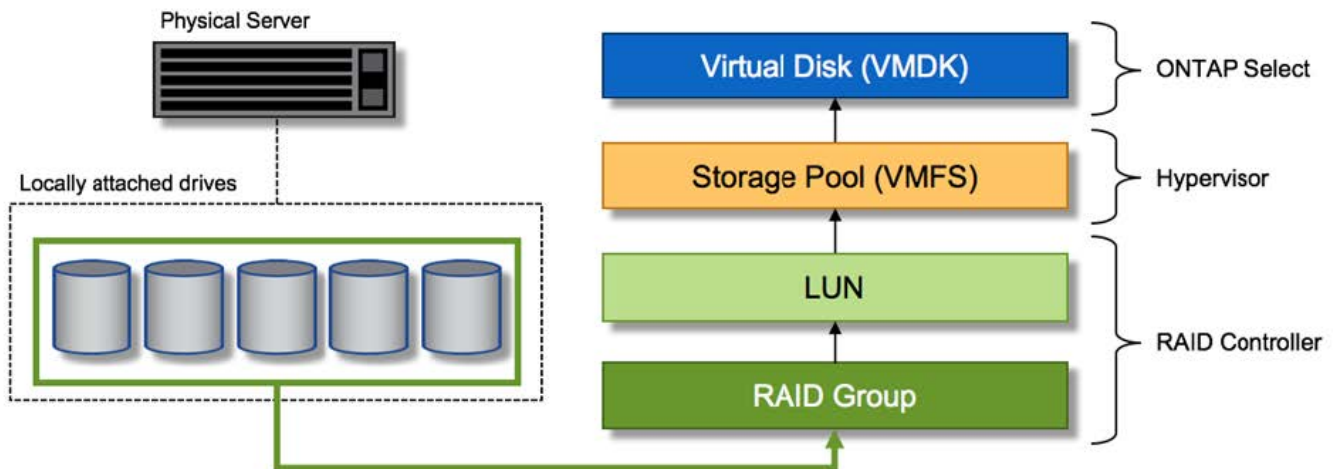 Physical Server
Locally attached drives
Virtual Disk (VMDK)
ONTAP Select
Storage Pool (VMFS)
Hypervisor
LUN
RAID Controller
RAID Group